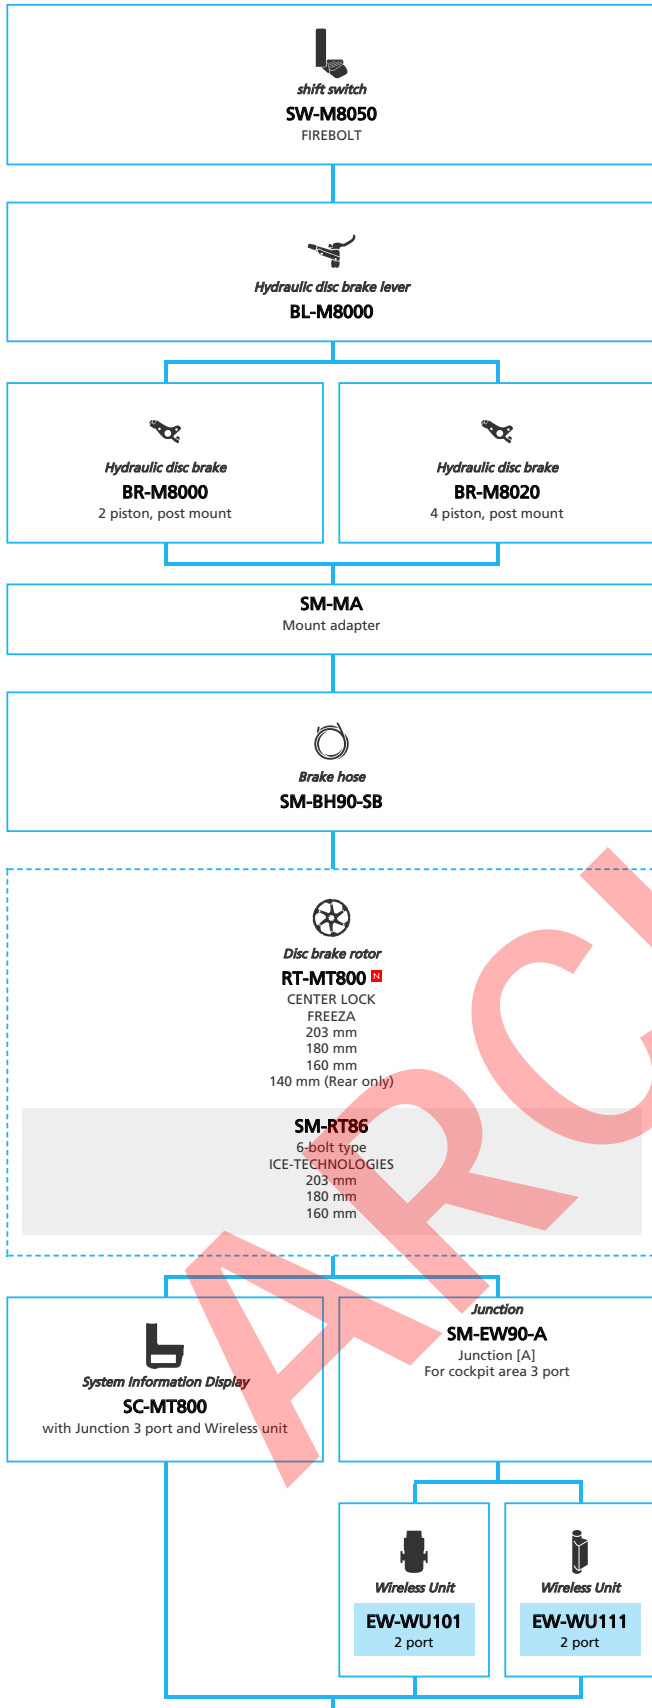 shift switch
SW-M8050
FIREBOLT
Hydraulic disc brake lever
BL-M8000
Hydraulic disc brake
BR-M8000
2 piston, post mount
Hydraulic disc brake
BR-M8020
4 piston, post mount
SM-MA
Mount adapter
Brake hose
SM-BH90-SB
Disc brake rotor
RT-MT800 N
CENTER LOCK
FREEZA
203 mm
180 mm
160 mm
140 mm (Rear only)
SM-RT86
6-bolt type
ICE-TECHNOLOGIES
203 mm
180 mm
160 mm
System Information Display
SC-MT800
with Junction 3 port and Wireless unit
Junction
SM-EW90-A
Junction [A]
For cockpit area 3 port
Wireless Unit
EW-WU101
2 port
Wireless Unit
EW-WU111
2 port
ARC